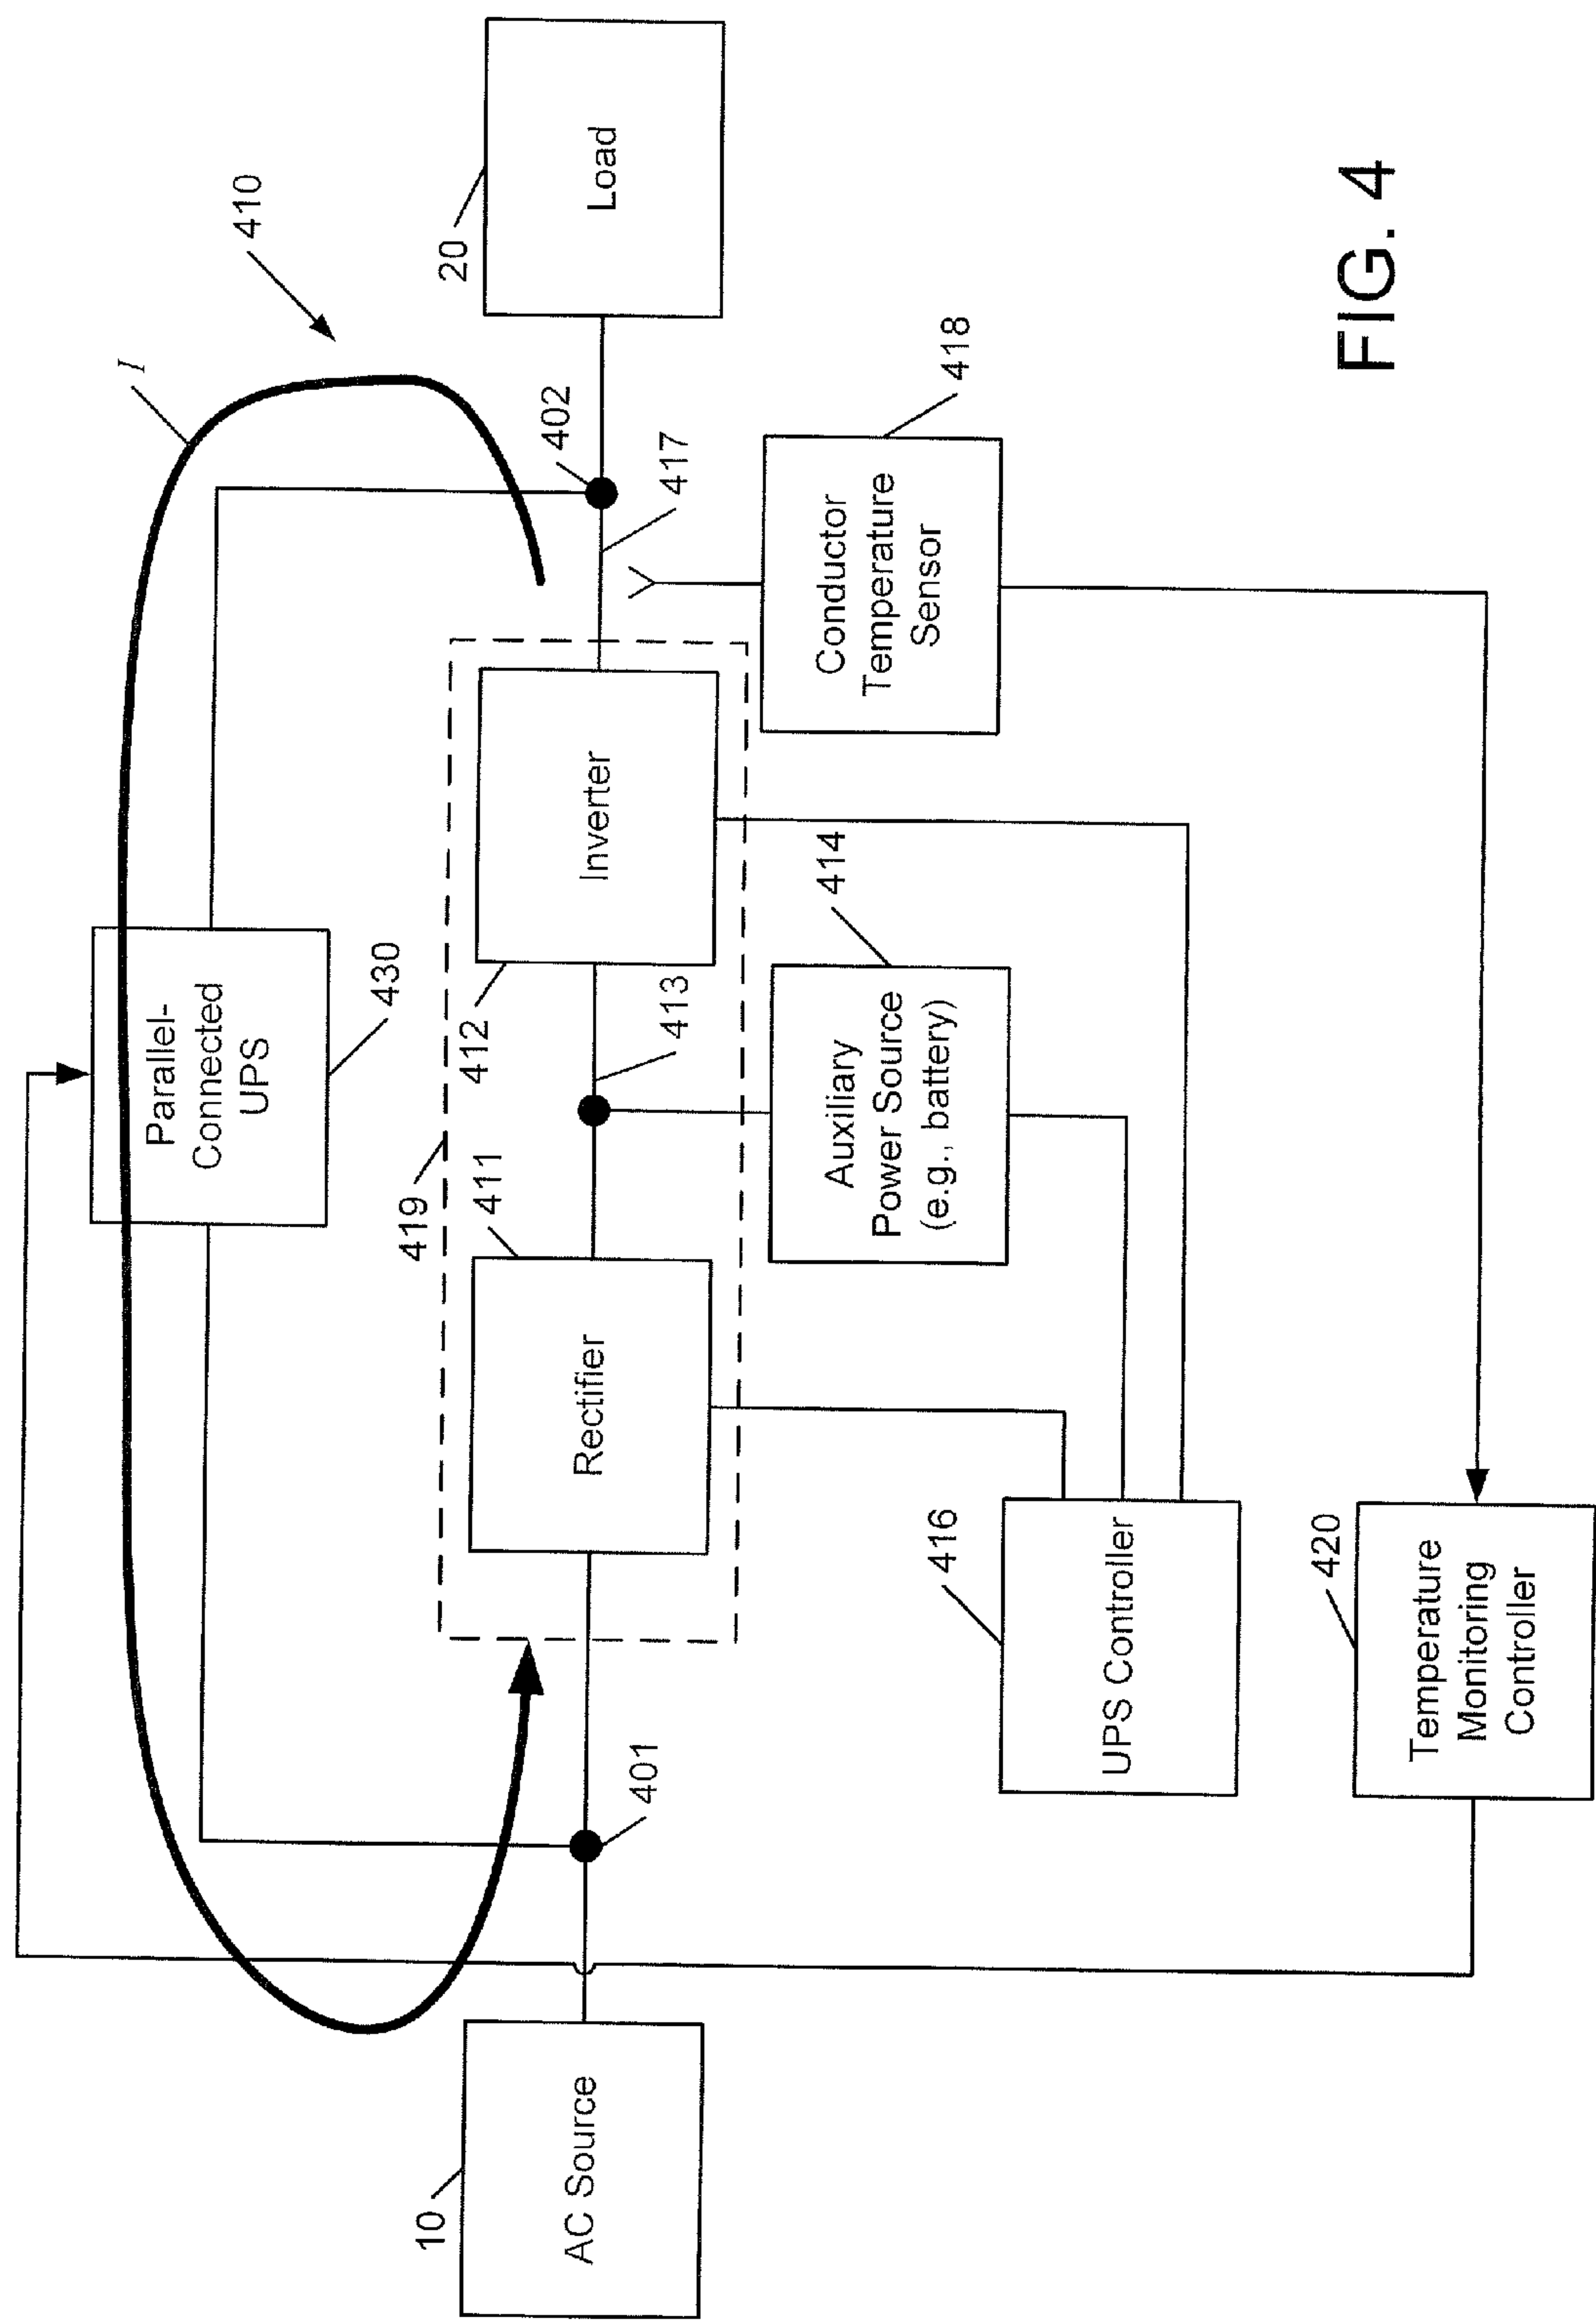 410
I
Parallel-
Connected
UPS
430
10
AC Source
401
419
411
Rectifier
413
412
Inverter
402
417
20
Load
414
Auxiliary
Power Source
(e.g., battery)
418
Conductor
Temperature
Sensor
416
UPS Controller
420
Temperature
Monitoring
Controller
FIG. 4